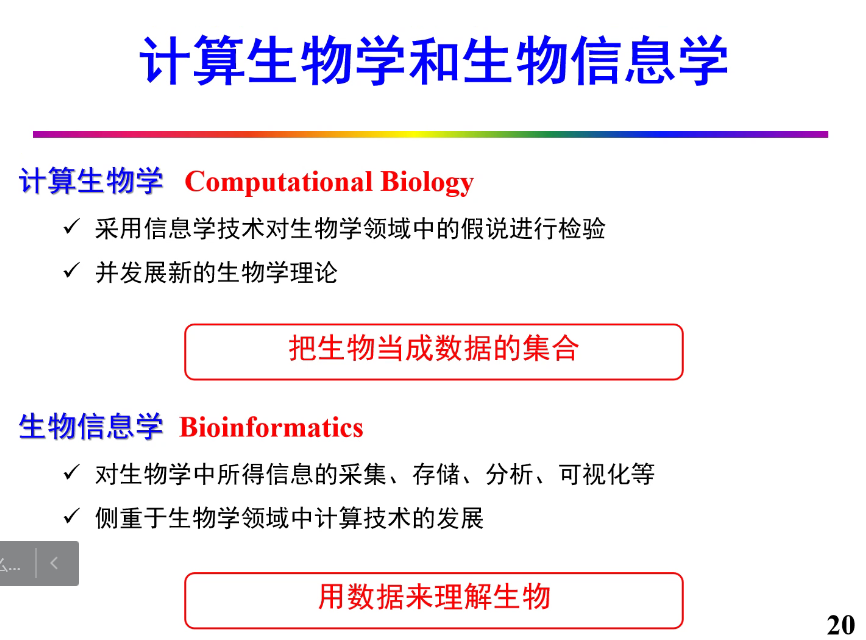 计算生物学和生物信息学
计算生物学 Computational Biology
采用信息学技术对生物学领域中的假说进行检验
并发展新的生物学理论
把生物当成数据的集合
生物信息学 Bioinformatics
对生物学中所得信息的采集、存储、分析、可视化等
侧重于生物学领域中计算技术的发展
用数据来理解生物
20